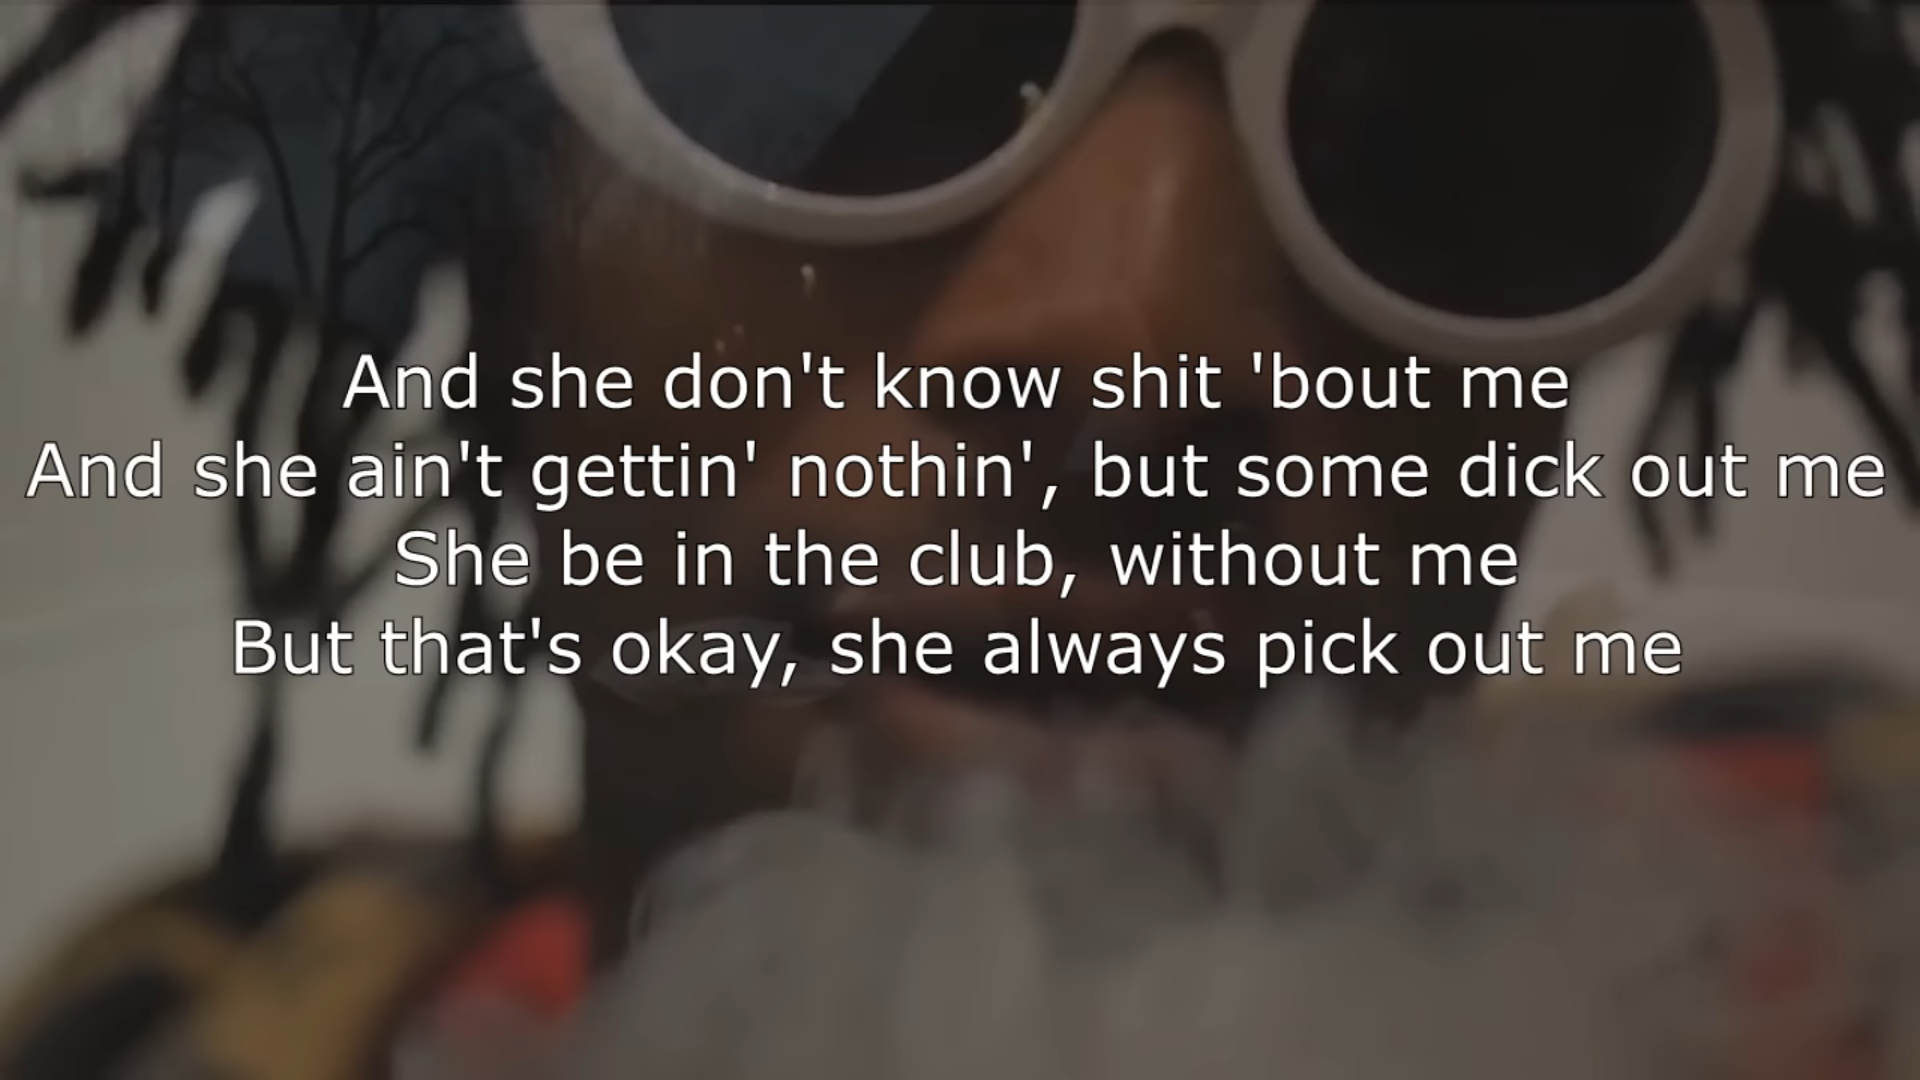 And she don't know shit 'bout me
And she ain't gettin' nothin', but some dick out me
She be in the club, without me
But that's okay, she always pick out me